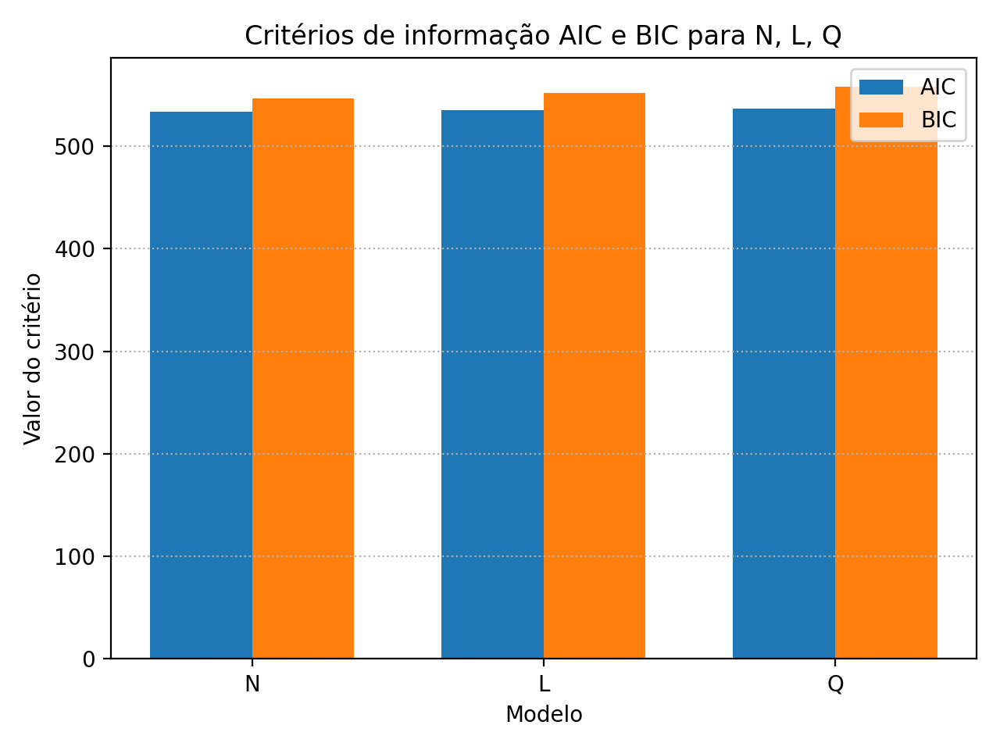 Critérios de informação AIC e BIC para N, L, Q
AIC
BIC
Valor do critério
500
400
300
200
100
0
N
L
Q
Modelo